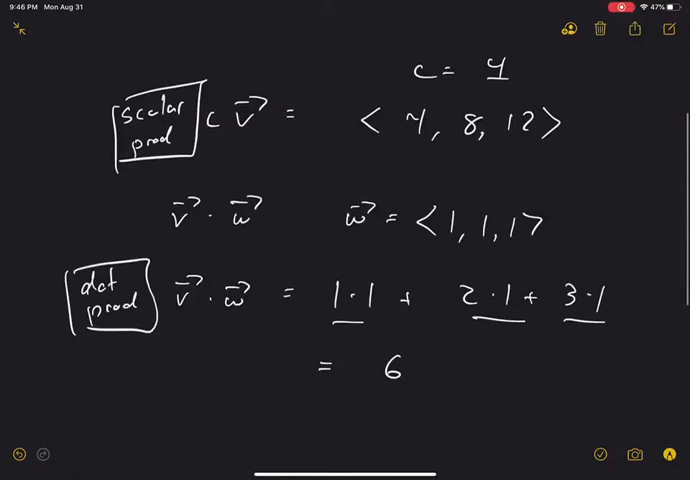 9:46 PM Mon Aug 31 47%
c = 4
scalar prod c v⃗ = < 4, 8, 12 >
v⃗ · w⃗ w⃗ = < 1, 1, 1 >
dot prod v⃗ · w⃗ = 1·1 + 2·1 + 3·1
= 6